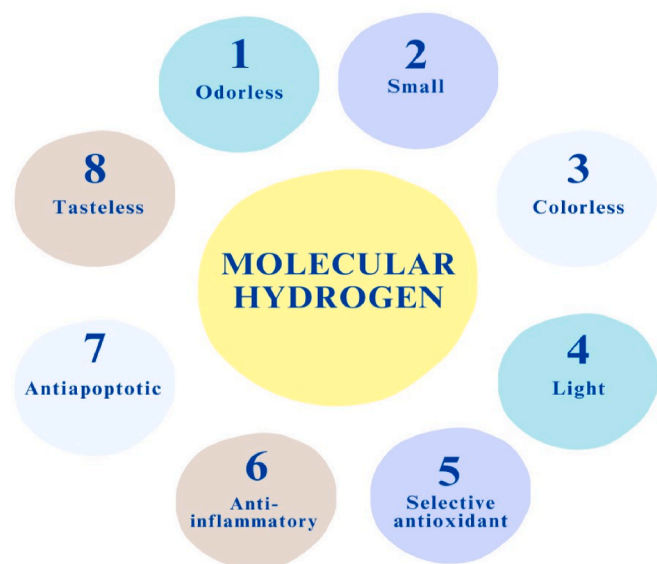 1
Odorless
2
Small
3
Colorless
4
Light
5
Selective
antioxidant
6
Anti-
inflammatory
7
Antiapoptotic
8
Tasteless
MOLECULAR
HYDROGEN